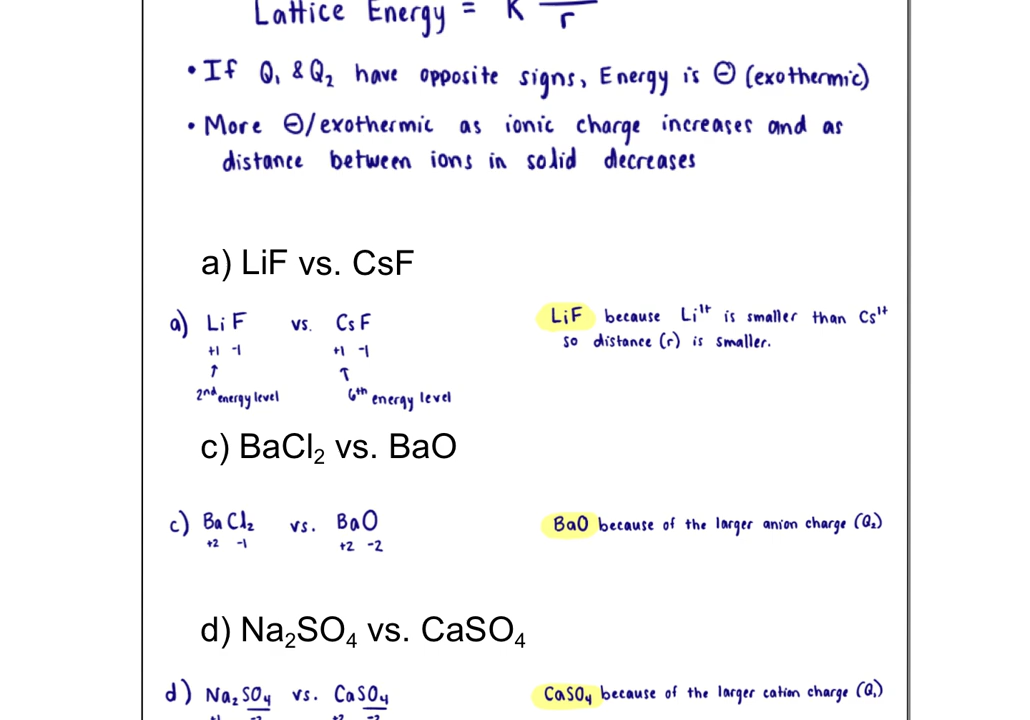 Lattice Energy = K r
• If Q₁ & Q₂ have opposite signs, Energy is ⊖ (exothermic)
• More ⊖/exothermic as ionic charge increases and as
distance between ions in solid decreases
a) LiF vs. CsF
a) LiF vs. CsF
LiF because Li¹⁺ is smaller than Cs¹⁺
so distance (r) is smaller.
+1 -1 +1 -1
↑ ↑
2nd energy level 6th energy level
c) BaCl₂ vs. BaO
c) BaCl₂ vs. BaO
BaO because of the larger anion charge (Q₂)
+2 -1 +2 -2
d) Na₂SO₄ vs. CaSO₄
d) Na₂SO₄ vs. CaSO₄
CaSO₄ because of the larger cation charge (Q₁)